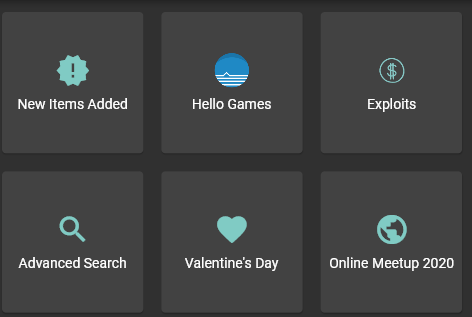 New Items Added
Hello Games
Exploits
Advanced Search
Valentine's Day
Online Meetup 2020